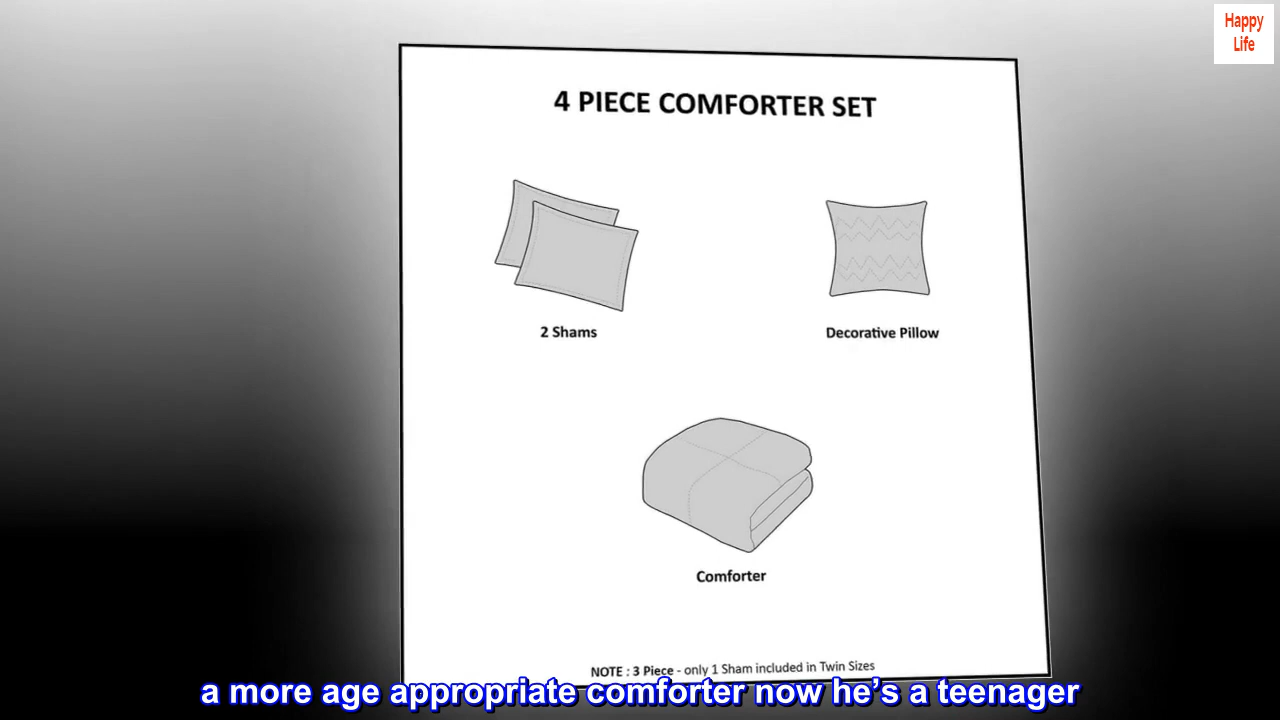 Happy
Life
4 PIECE COMFORTER SET
2 Shams
Decorative Pillow
Comforter
NOTE : 3 Piece - only 1 Sham included in Twin Sizes
a more age appropriate comforter now he’s a teenager